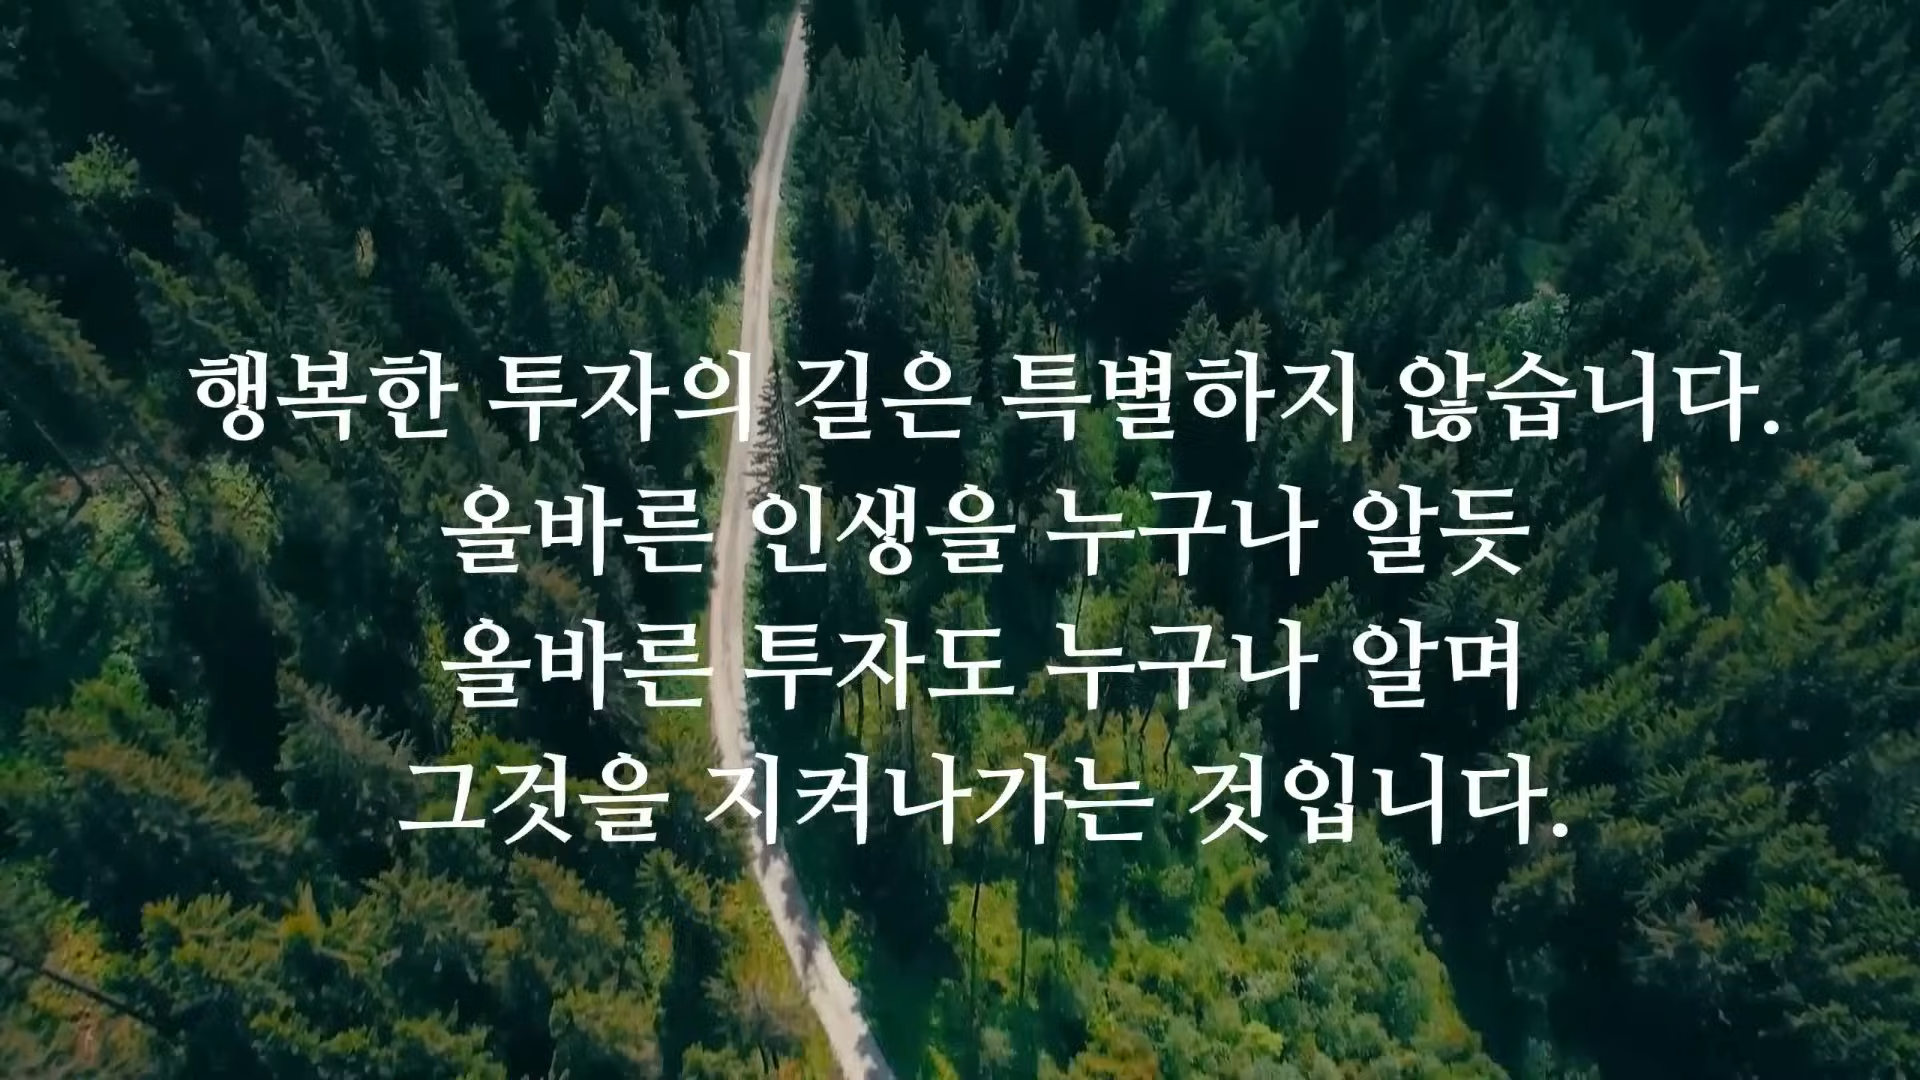 행복한 투자의 길은 특별하지 않습니다.
올바른 인생을 누구나 알듯
올바른 투자도 누구나 알며
그것을 지켜나가는 것입니다.